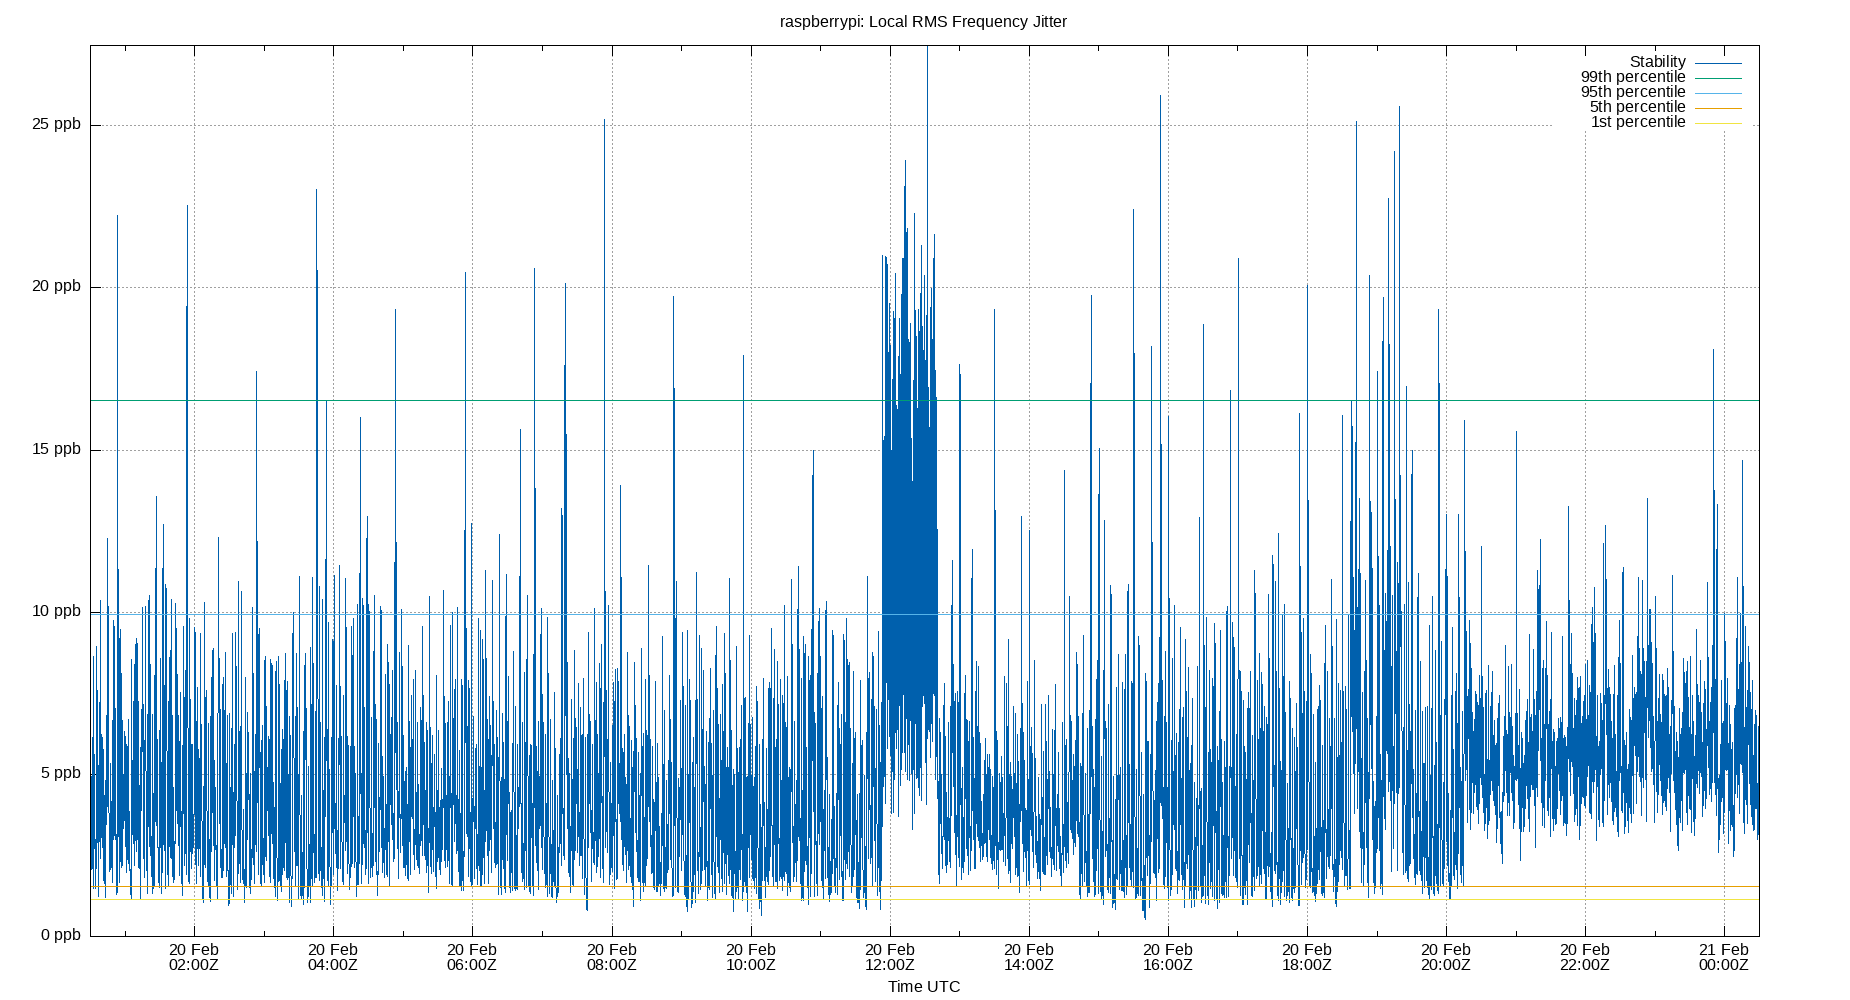 raspberrypi: Local RMS Frequency Jitter
Stability
99th percentile
95th percentile
5th percentile
1st percentile
25 ppb
20 ppb
15 ppb
10 ppb
5 ppb
0 ppb
20 Feb 20 Feb 20 Feb 20 Feb 20 Feb 20 Feb 20 Feb 20 Feb 20 Feb 20 Feb 20 Feb 21 Feb
02:00Z 04:00Z 06:00Z 08:00Z 10:00Z 12:00Z 14:00Z 16:00Z 18:00Z 20:00Z 22:00Z 00:00Z
Time UTC